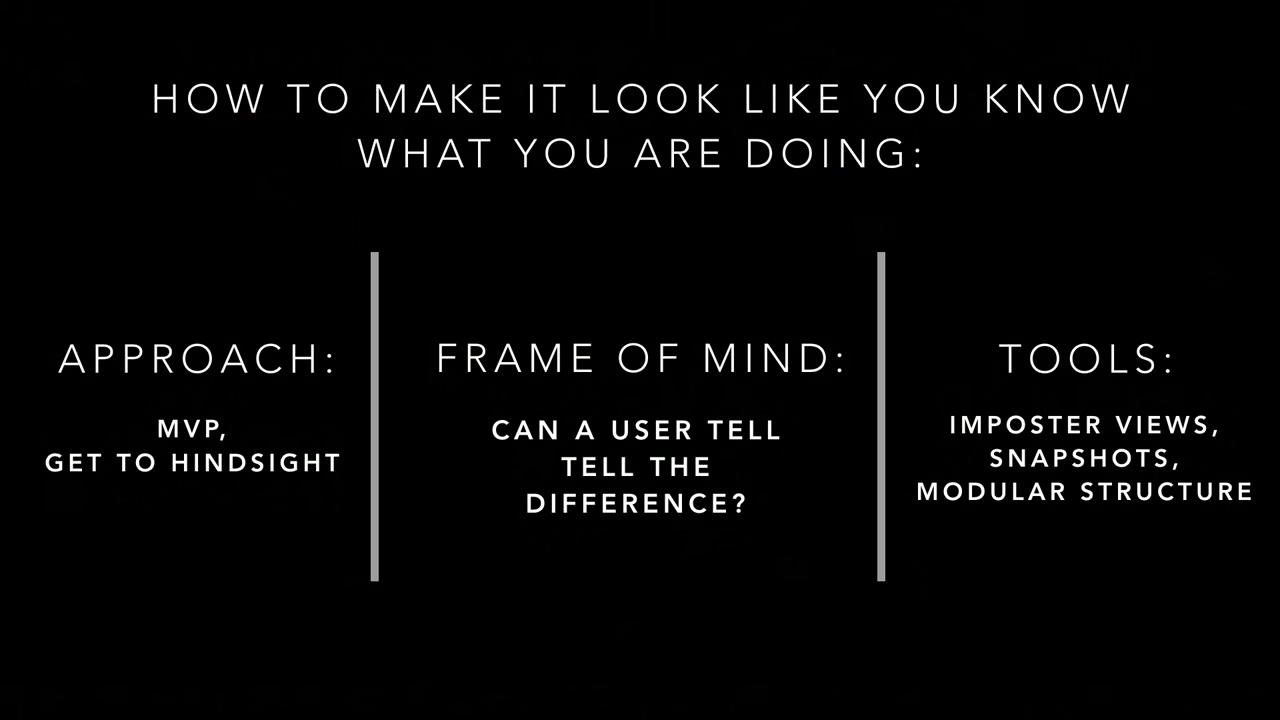 HOW TO MAKE IT LOOK LIKE YOU KNOW
WHAT YOU ARE DOING:
APPROACH:
MVP,
GET TO HINDSIGHT
FRAME OF MIND:
CAN A USER TELL
TELL THE
DIFFERENCE?
TOOLS:
IMPOSTER VIEWS,
SNAPSHOTS,
MODULAR STRUCTURE